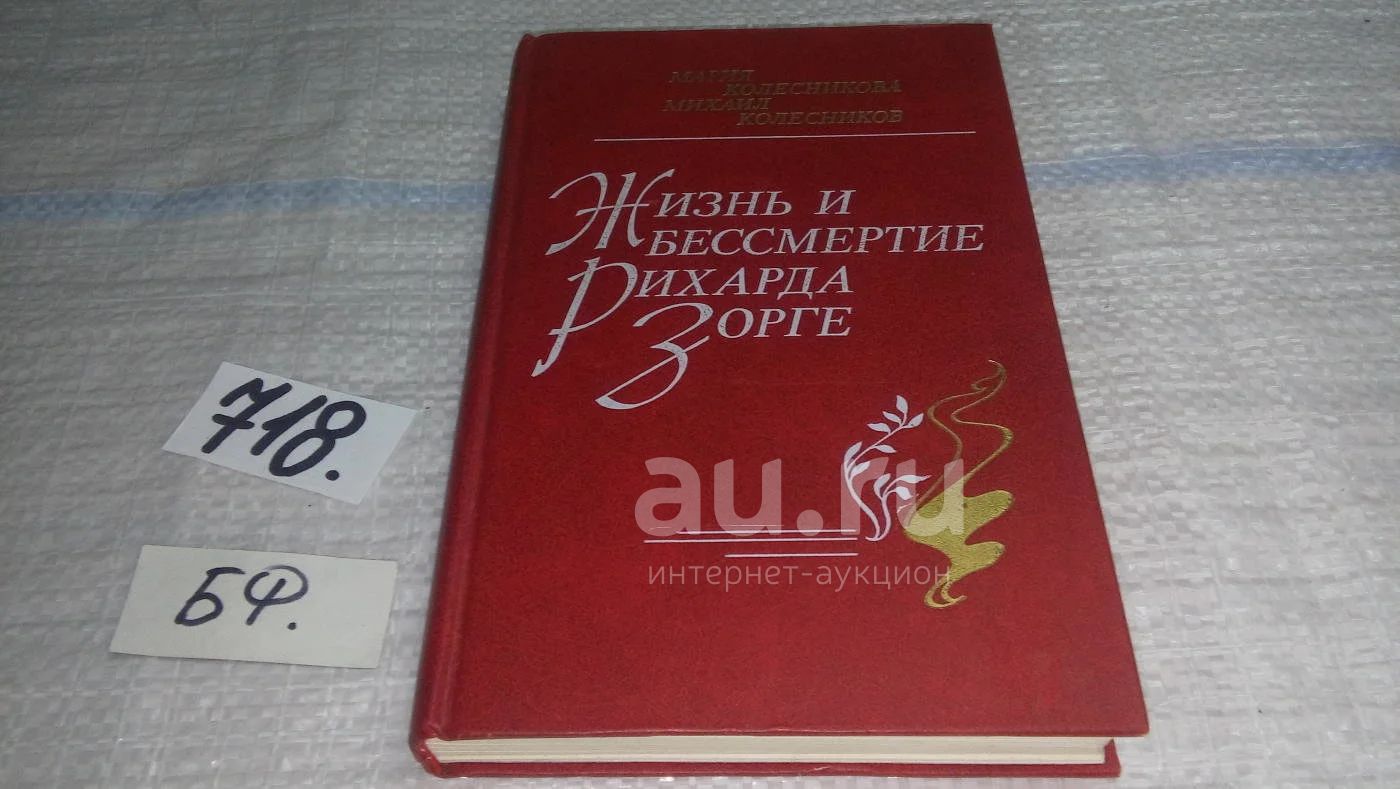 МАРИЯ
КОЛЕСНИКОВА
МИХАИЛ
КОЛЕСНИКОВ
ЖИЗНЬ И
БЕССМЕРТИЕ
РИХАРДА
ЗОРГЕ
718.
БФ.
au.ru
интернет-аукцион